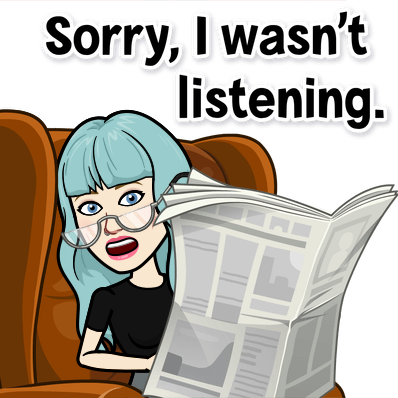 Sorry, I wasn't
listening.